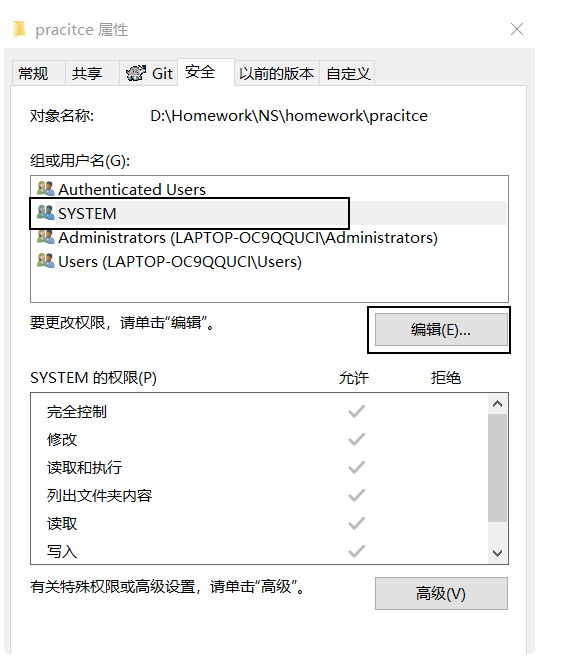 pracitce 属性
常规 共享 Git 安全 以前的版本 自定义
对象名称: D:\Homework\NS\homework\pracitce
组或用户名(G):
Authenticated Users
SYSTEM
Administrators (LAPTOP-OC9QQUCI\Administrators)
Users (LAPTOP-OC9QQUCI\Users)
要更改权限，请单击“编辑”。 编辑(E)...
SYSTEM 的权限(P) 允许 拒绝
完全控制
修改
读取和执行
列出文件夹内容
读取
写入
有关特殊权限或高级设置，请单击“高级”。 高级(V)